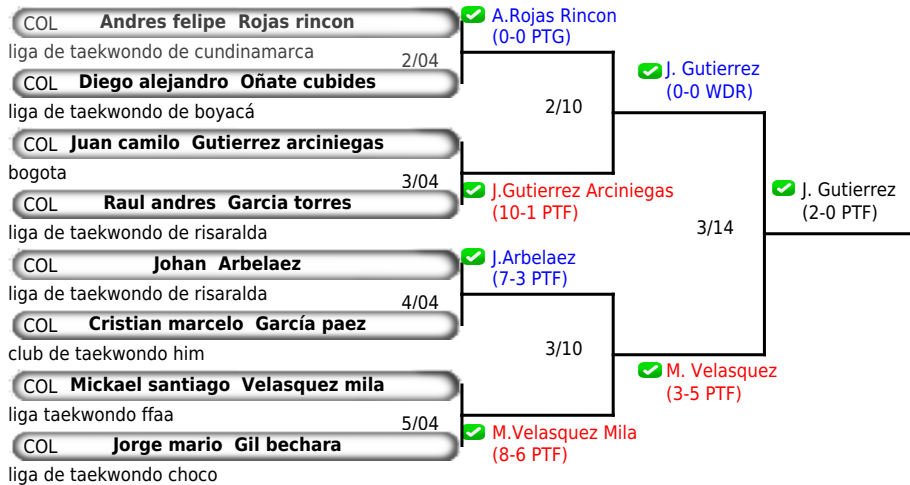 COL Andres felipe Rojas rincon
liga de taekwondo de cundinamarca
2/04
COL Diego alejandro Oñate cubides
liga de taekwondo de boyacá
COL Juan camilo Gutierrez arciniegas
bogota
3/04
COL Raul andres Garcia torres
liga de taekwondo de risaralda
COL Johan Arbelaez
liga de taekwondo de risaralda
4/04
COL Cristian marcelo García paez
club de taekwondo him
COL Mickael santiago Velasquez mila
liga taekwondo ffaa
5/04
COL Jorge mario Gil bechara
liga de taekwondo choco
A.Rojas Rincon
(0-0 PTG)
2/10
J.Gutierrez Arciniegas
(10-1 PTF)
J.Arbelaez
(7-3 PTF)
3/10
M.Velasquez Mila
(8-6 PTF)
J. Gutierrez
(0-0 WDR)
3/14
M. Velasquez
(3-5 PTF)
J. Gutierrez
(2-0 PTF)